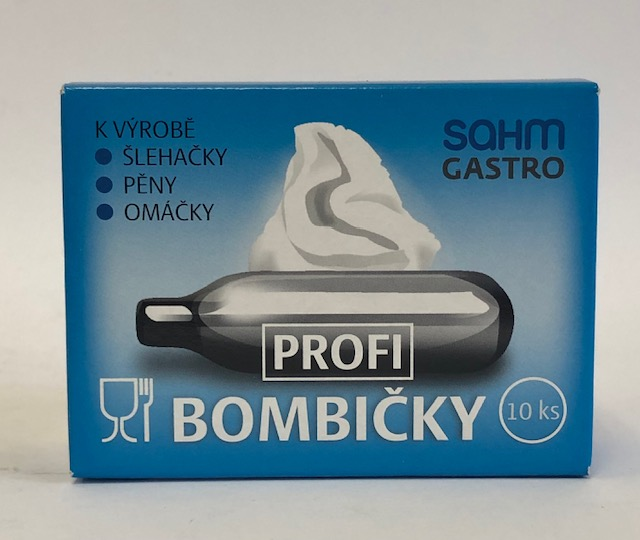 K VÝROBĚ
ŠLEHAČKY
PĚNY
OMÁČKY
SAHM
GASTRO
PROFI
BOMBIČKY
10 ks